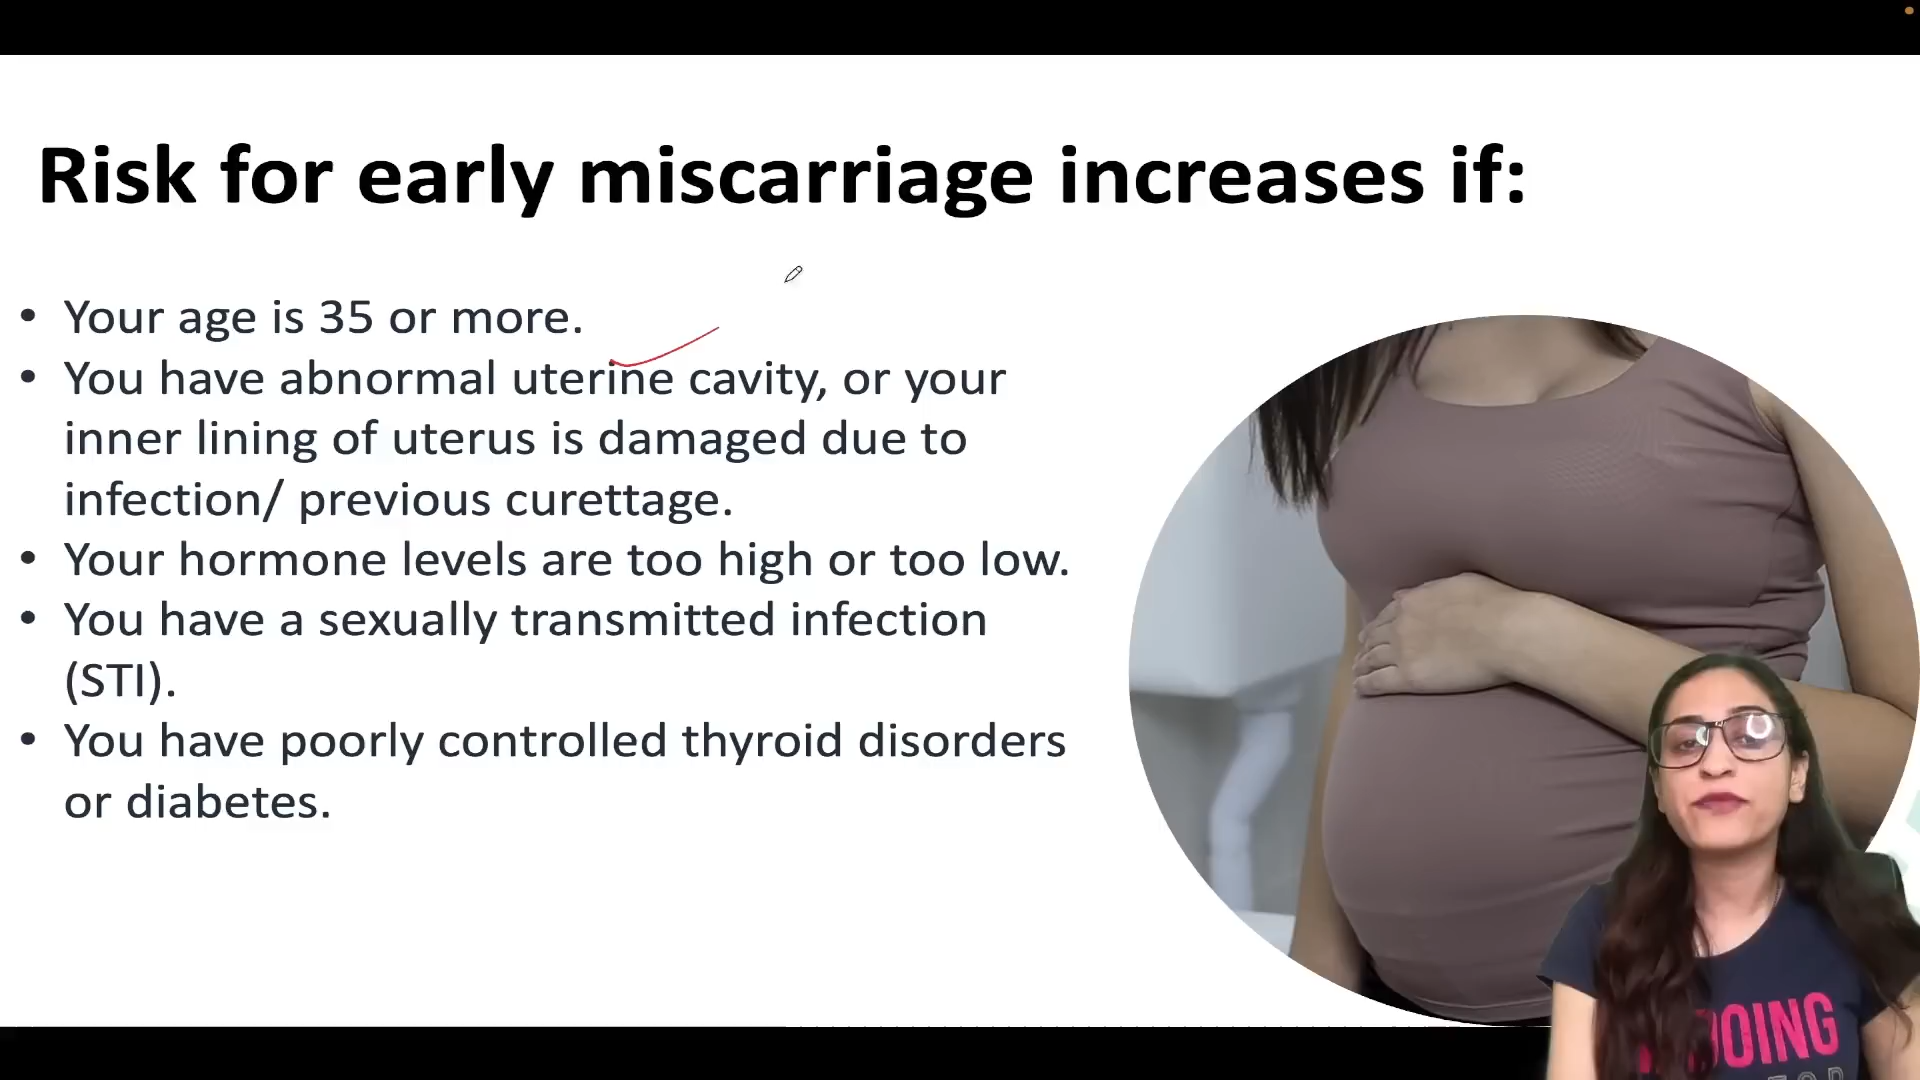 Risk for early miscarriage increases if:
• Your age is 35 or more.
• You have abnormal uterine cavity, or your
inner lining of uterus is damaged due to
infection/ previous curettage.
• Your hormone levels are too high or too low.
• You have a sexually transmitted infection
(STI).
• You have poorly controlled thyroid disorders
or diabetes.